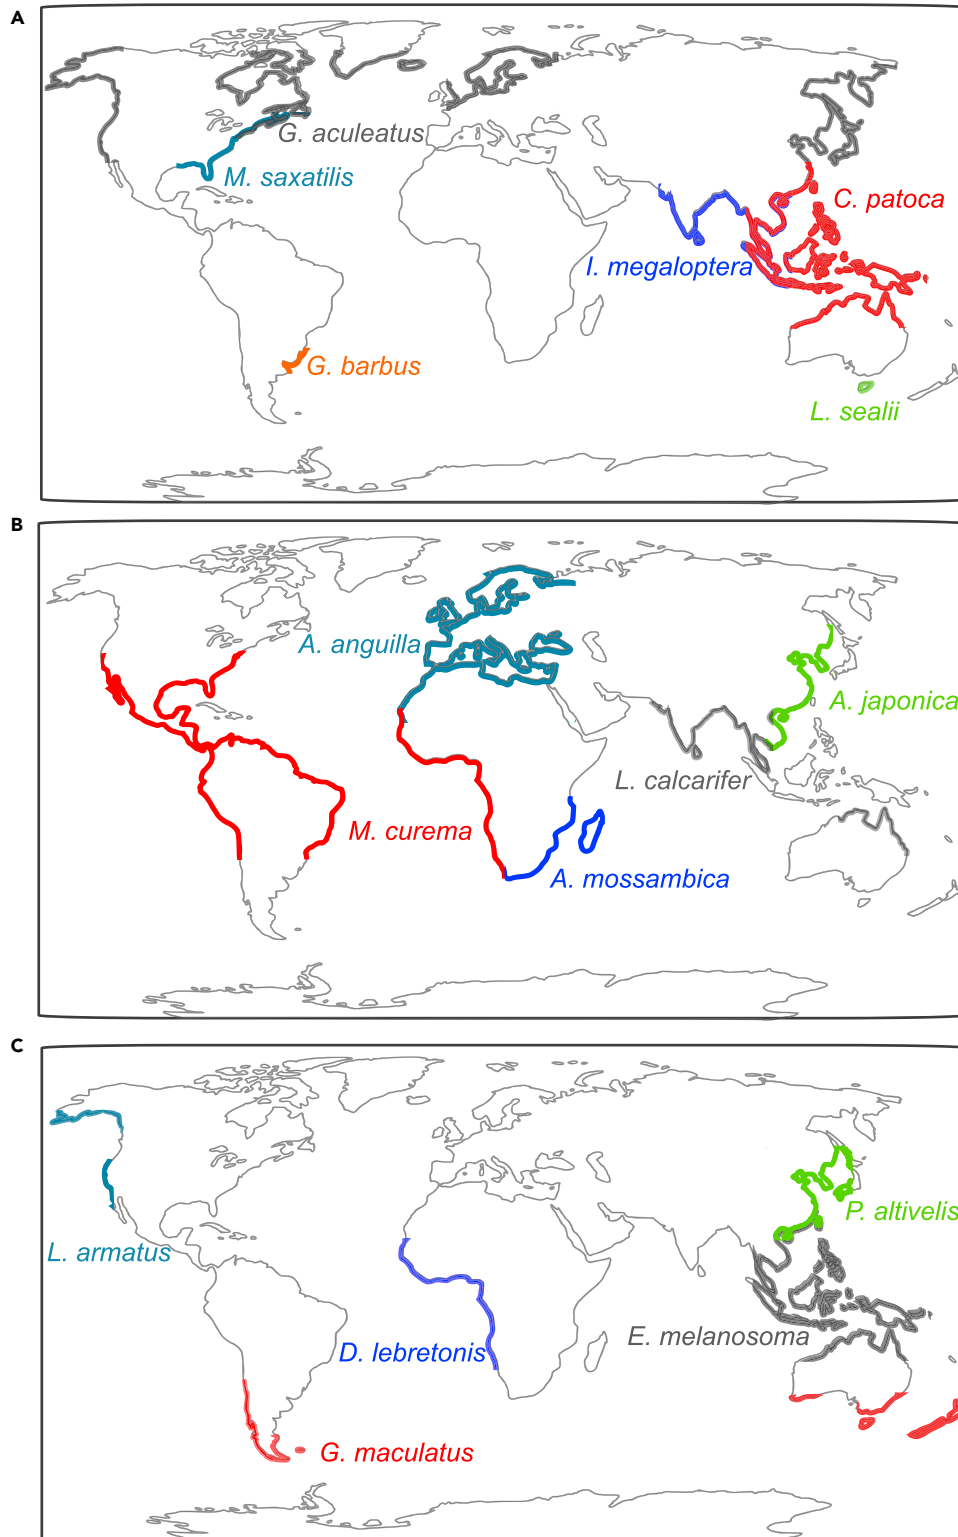 A
G. aculeatus
M. saxatilis
C. patoca
I. megaloptera
G. barbus
L. sealii
B
A. anguilla
A. japonica
L. calcarifer
M. curema
A. mossambica
C
P. altivelis
L. armatus
E. melanosoma
D. lebretonis
G. maculatus